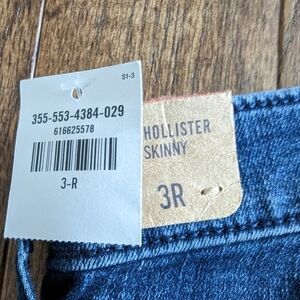 S1-3
355-553-4384-029
616625578
3-R
HOLLISTER
SKINNY
3R